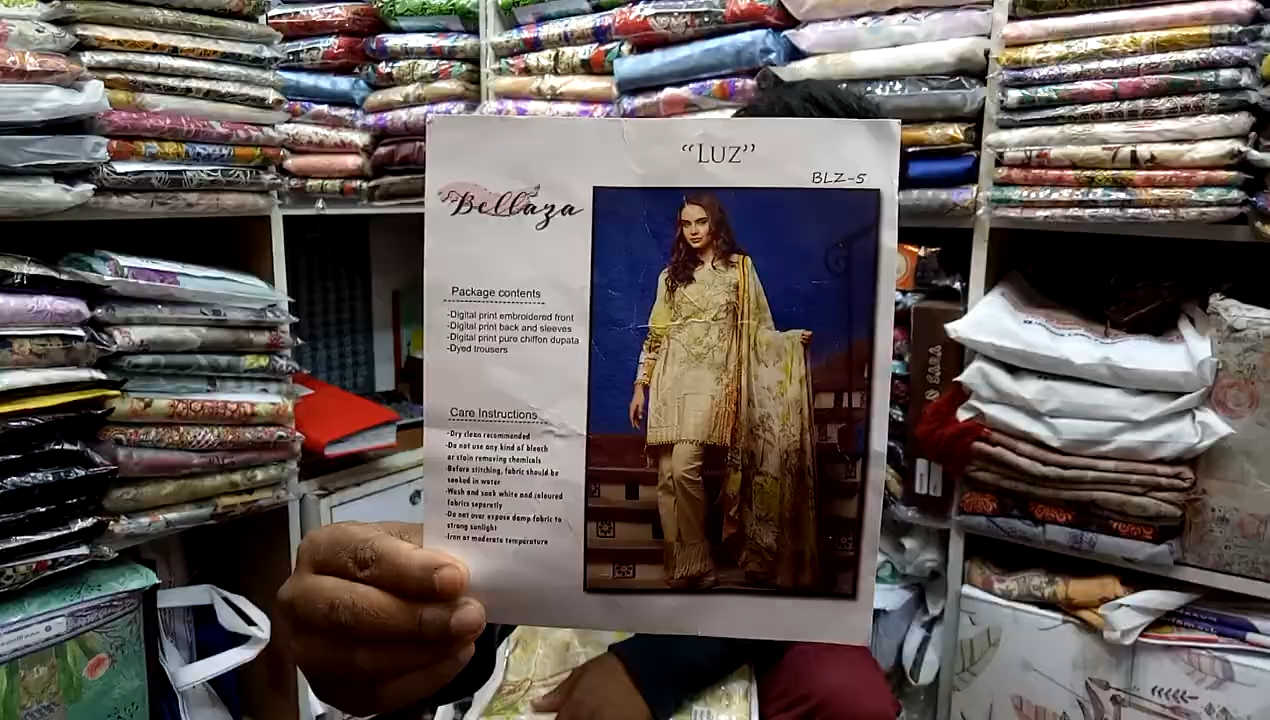 “LUZ”
BLZ-5
Bellaza
Package contents
-Digital print embroidered front
-Digital print back and sleeves
-Digital print pure chiffon dupata
-Dyed trousers
Care Instructions
-Dry clean recommended
-Do not use any kind of bleach
or stain removing chemicals
-Before stitching, fabric should be
soaked in water
-Wash and soak white and coloured
fabrics seperatly
-Do not over expose damp fabric to
strong sunlight
-Iron at moderate temperature